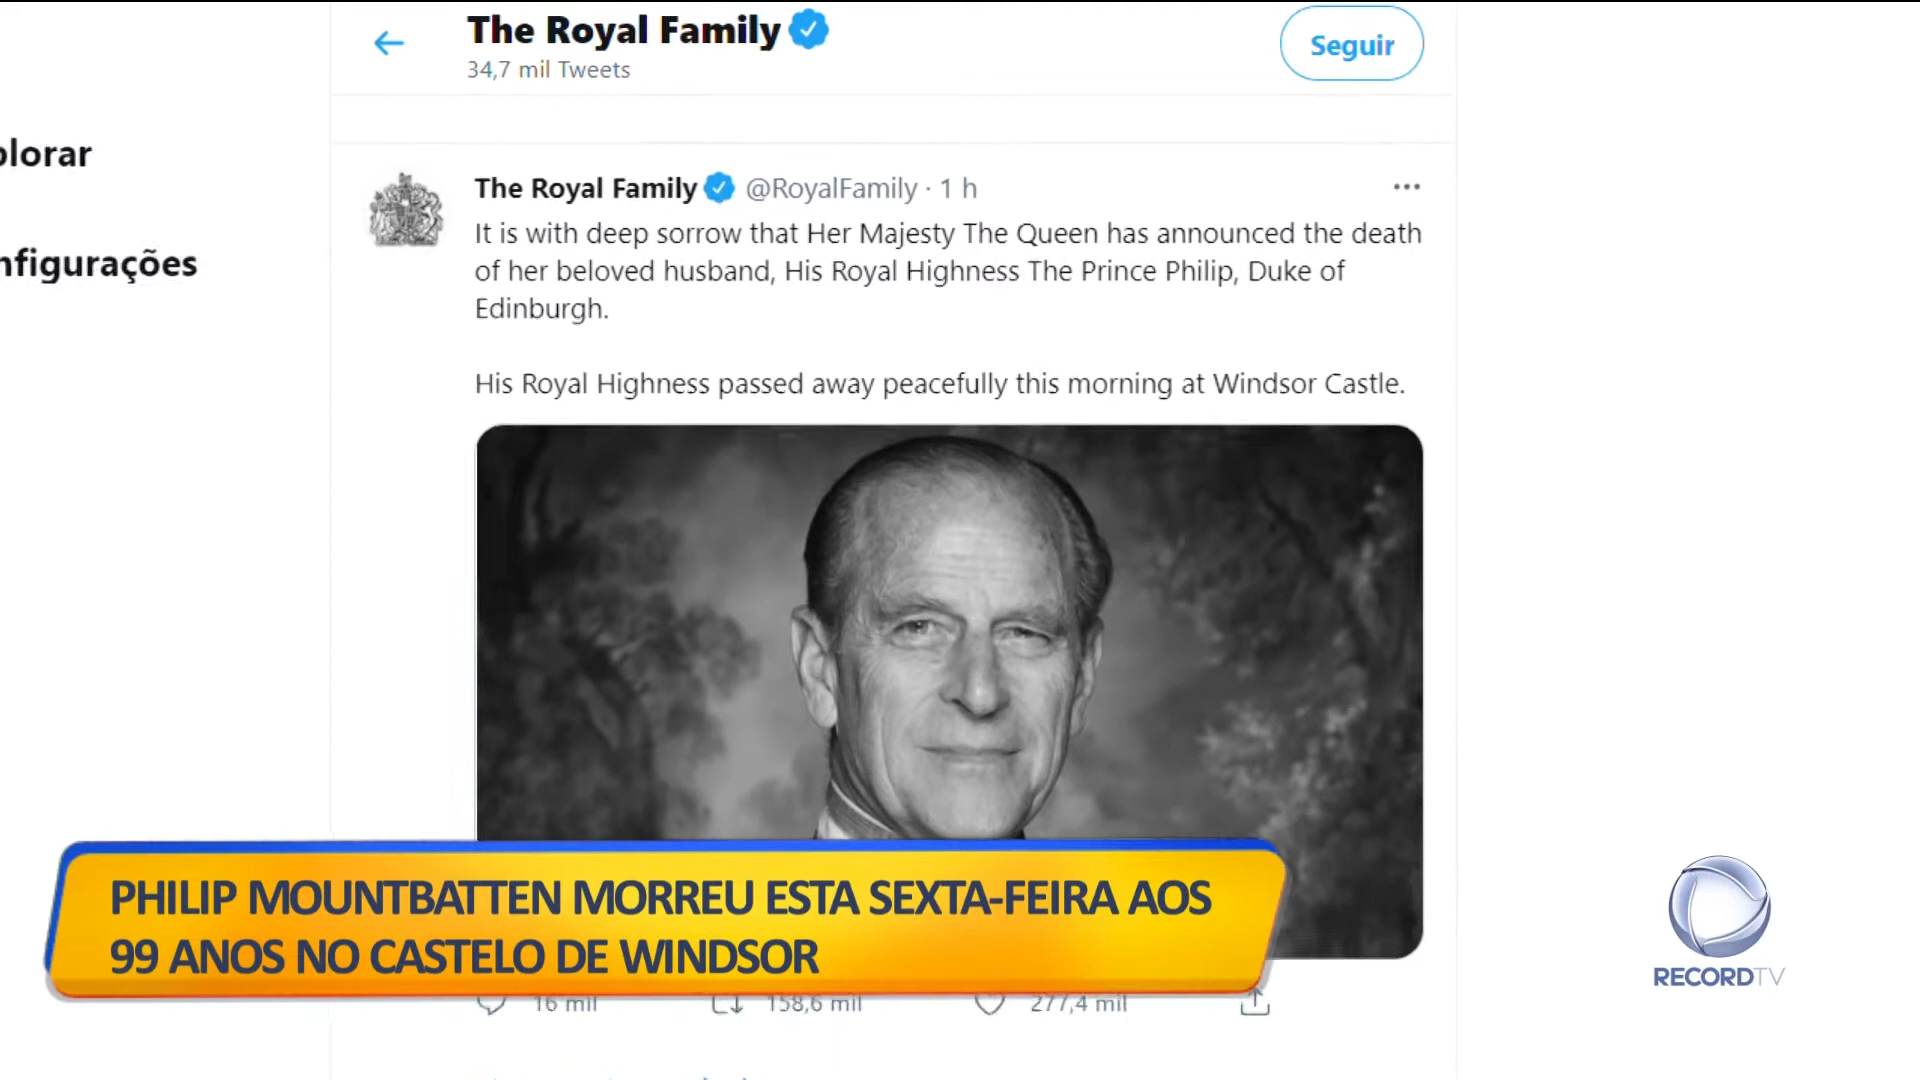 The Royal Family
34,7 mil Tweets
Seguir
plorar
nfigurações
The Royal Family @RoyalFamily · 1 h
It is with deep sorrow that Her Majesty The Queen has announced the death
of her beloved husband, His Royal Highness The Prince Philip, Duke of
Edinburgh.
His Royal Highness passed away peacefully this morning at Windsor Castle.
PHILIP MOUNTBATTEN MORREU ESTA SEXTA-FEIRA AOS
99 ANOS NO CASTELO DE WINDSOR
16 mil 158,6 mil 277,4 mil
RECORDTV